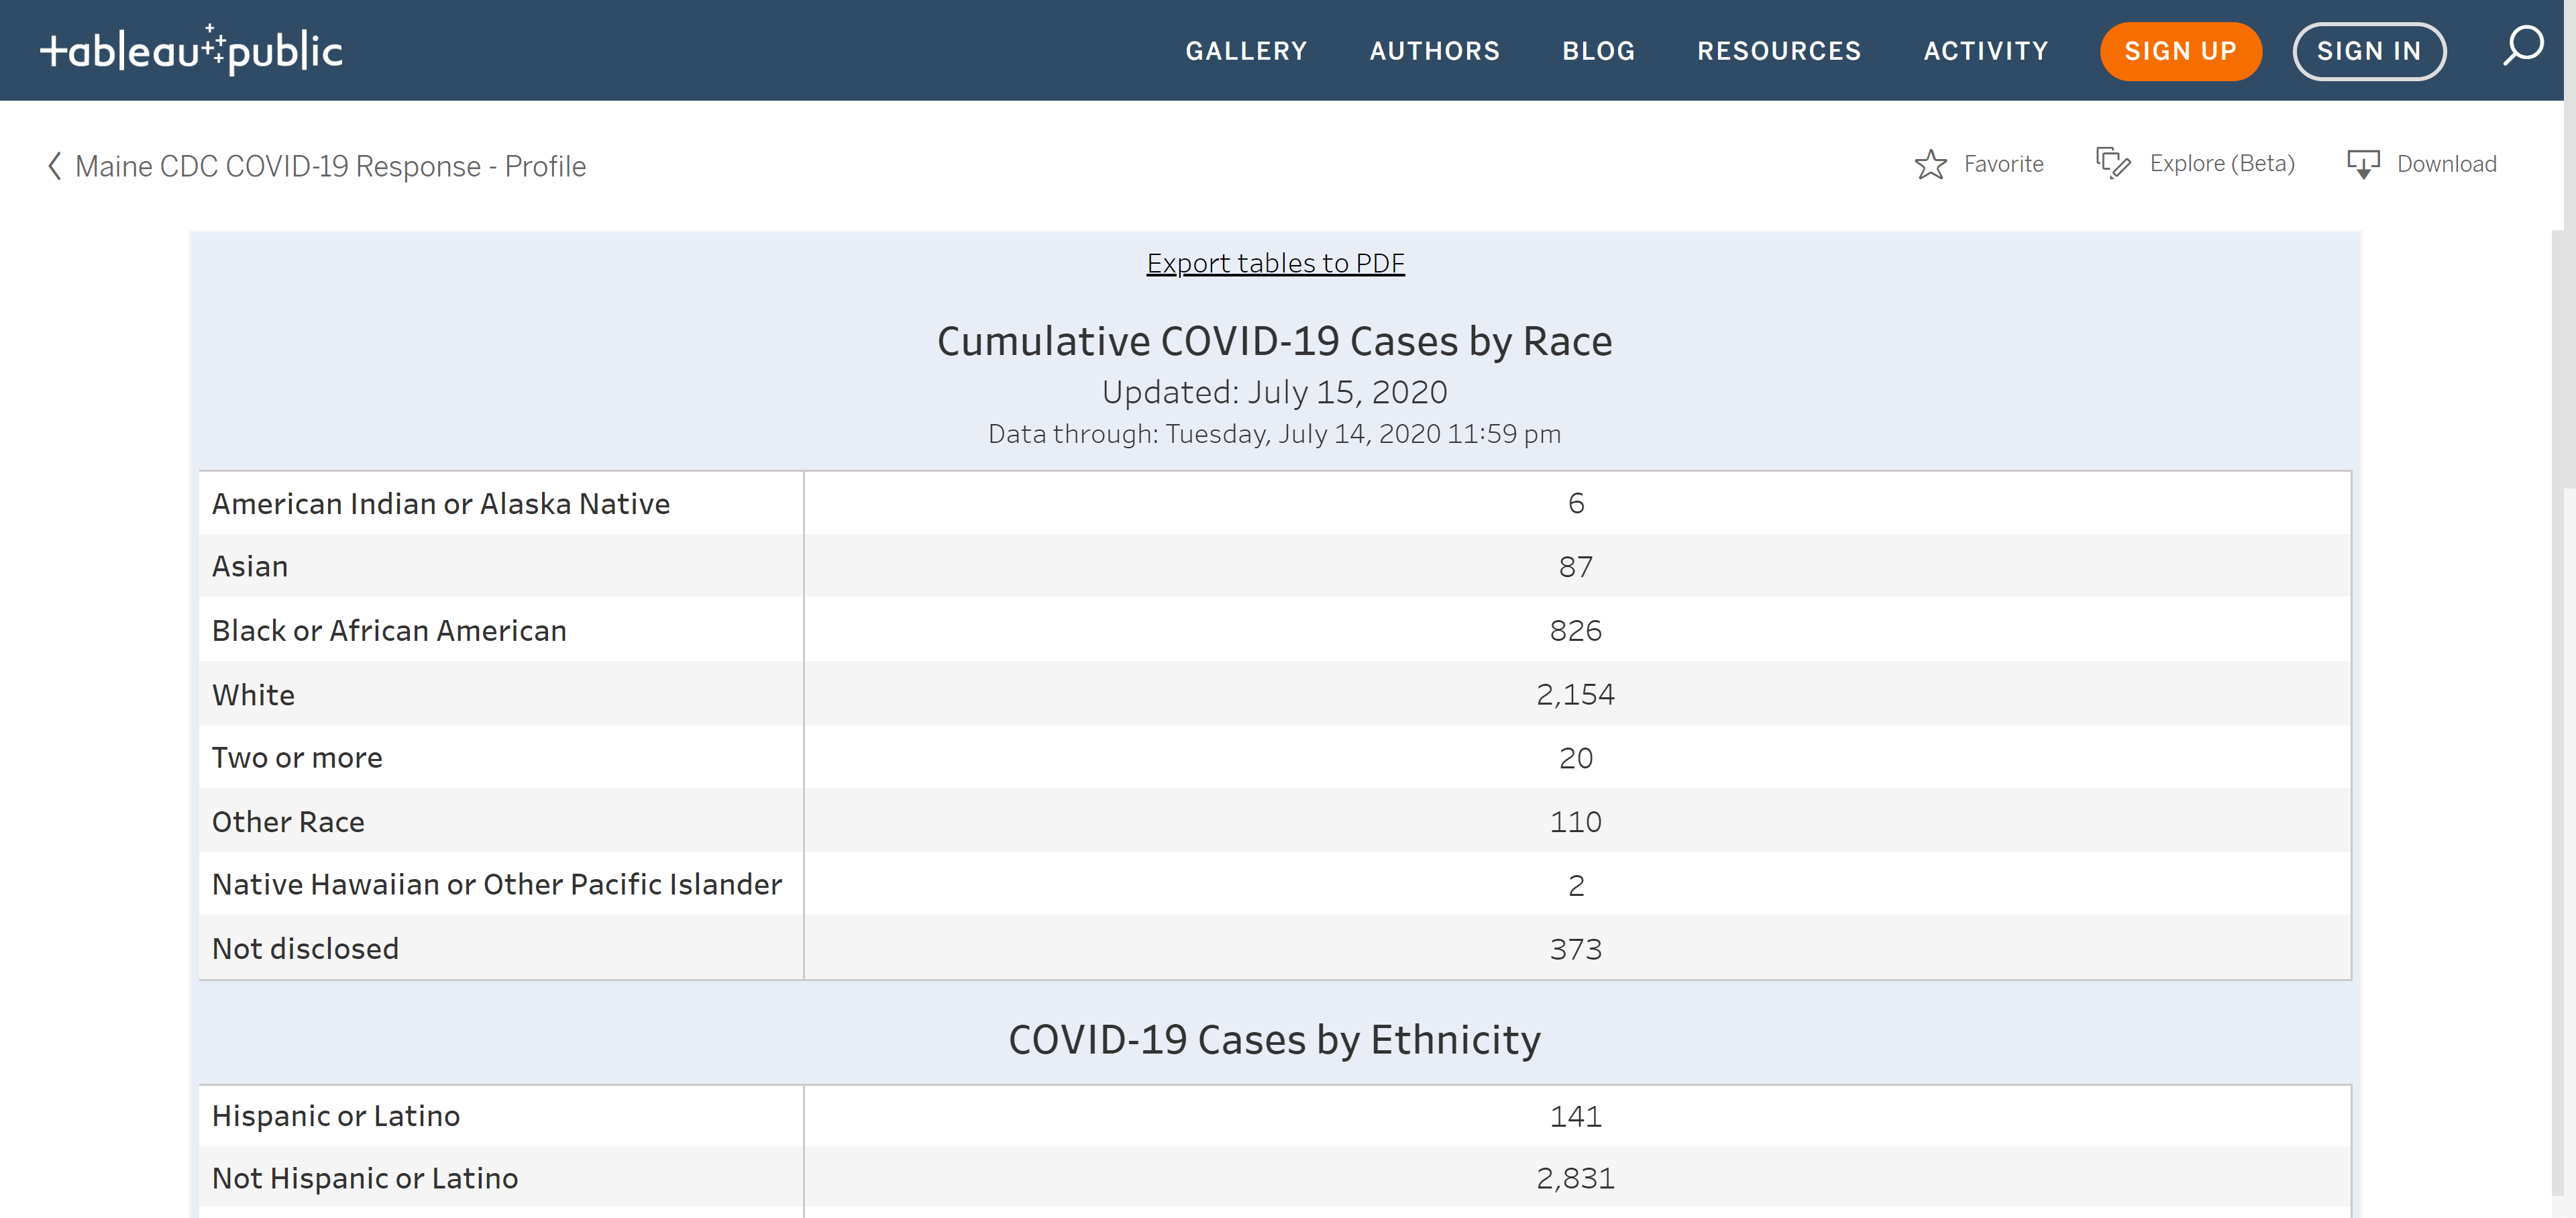 tableau public GALLERY AUTHORS BLOG RESOURCES ACTIVITY SIGN UP SIGN IN
Maine CDC COVID-19 Response - Profile Favorite Explore (Beta) Download
Export tables to PDF
Cumulative COVID-19 Cases by Race
Updated: July 15, 2020
Data through: Tuesday, July 14, 2020 11:59 pm
American Indian or Alaska Native 6
Asian 87
Black or African American 826
White 2,154
Two or more 20
Other Race 110
Native Hawaiian or Other Pacific Islander 2
Not disclosed 373
COVID-19 Cases by Ethnicity
Hispanic or Latino 141
Not Hispanic or Latino 2,831